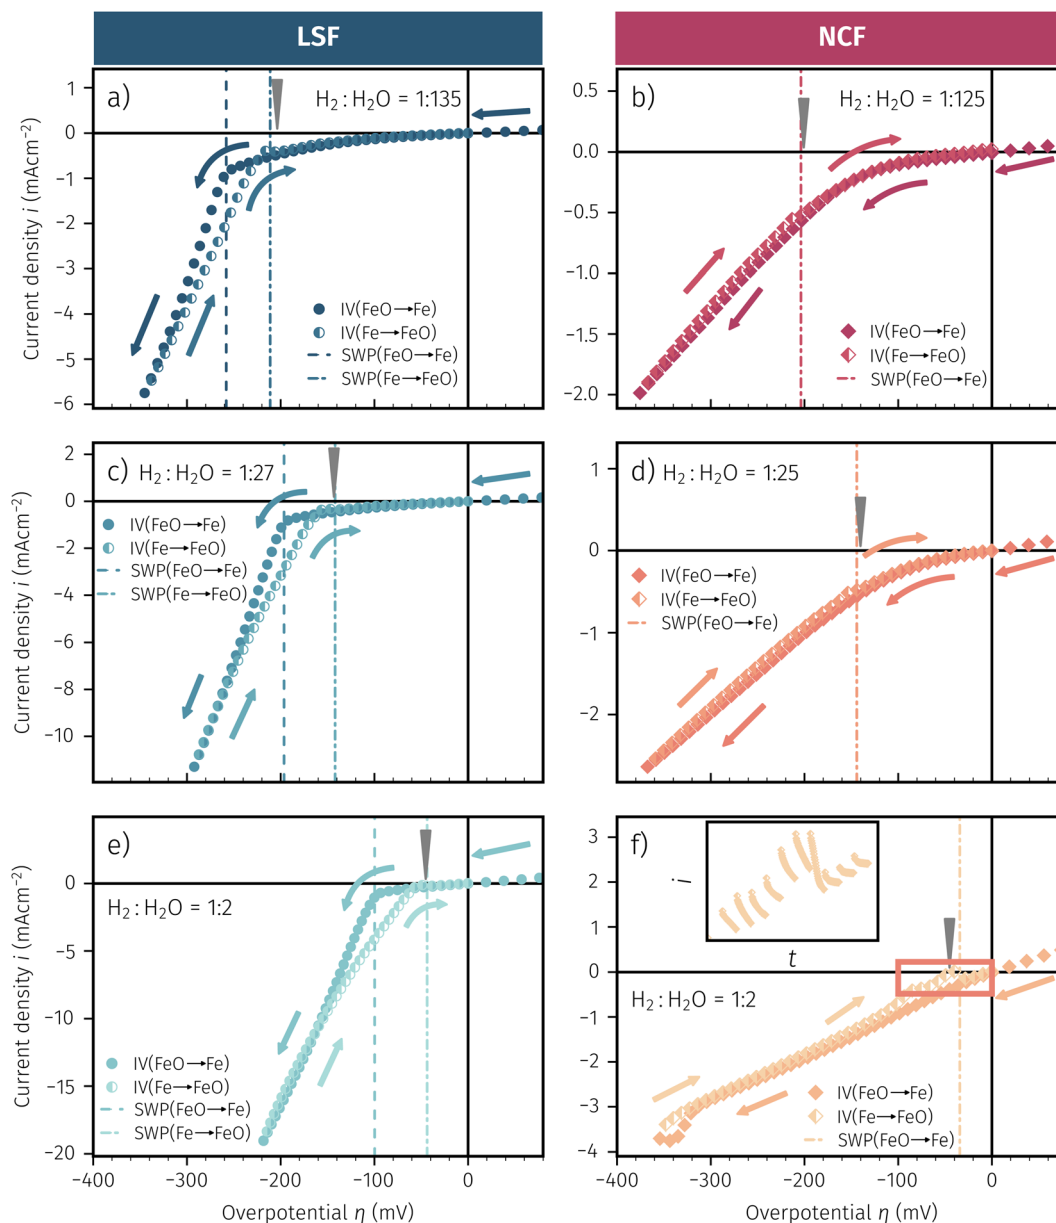 LSF
NCF
a)
H₂ : H₂O = 1:135
1
0
−1
−2
−3
−4
−5
−6
Current density i (mAcm⁻²)
IV(FeO→Fe)
IV(Fe→FeO)
SWP(FeO→Fe)
SWP(Fe→FeO)
b)
H₂ : H₂O = 1:125
0.5
0.0
−0.5
−1.0
−1.5
−2.0
IV(FeO→Fe)
IV(Fe→FeO)
SWP(FeO→Fe)
c)
H₂ : H₂O = 1:27
2
0
−2
−4
−6
−8
−10
Current density i (mAcm⁻²)
IV(FeO→Fe)
IV(Fe→FeO)
SWP(FeO→Fe)
SWP(Fe→FeO)
d)
H₂ : H₂O = 1:25
1
0
−1
−2
IV(FeO→Fe)
IV(Fe→FeO)
SWP(FeO→Fe)
e)
H₂ : H₂O = 1:2
0
−5
−10
−15
−20
Current density i (mAcm⁻²)
IV(FeO→Fe)
IV(Fe→FeO)
SWP(FeO→Fe)
SWP(Fe→FeO)
−400 −300 −200 −100 0
Overpotential η (mV)
f)
i
t
H₂ : H₂O = 1:2
3
2
1
0
−1
−2
−3
−4
IV(FeO→Fe)
IV(Fe→FeO)
SWP(FeO→Fe)
−400 −300 −200 −100 0
Overpotential η (mV)